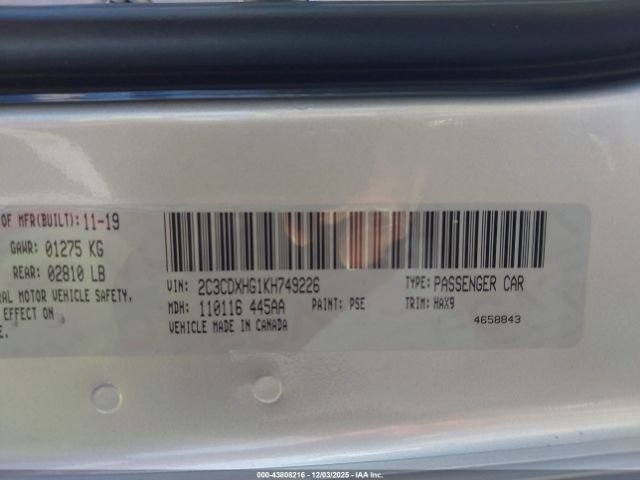 OF MFR(BUILT): 11-19
GAWR: 01275 KG
REAR: 02810 LB
RAL MOTOR VEHICLE SAFETY,
EFFECT ON
E.
VIN: 2C3CDXHG1KH749226 TYPE: PASSENGER CAR
MDH: 110116 445AA PAINT: PSE TRIM: HAX9
VEHICLE MADE IN CANADA
4658843
000-43808216 - 12/03/2025 - IAA Inc.